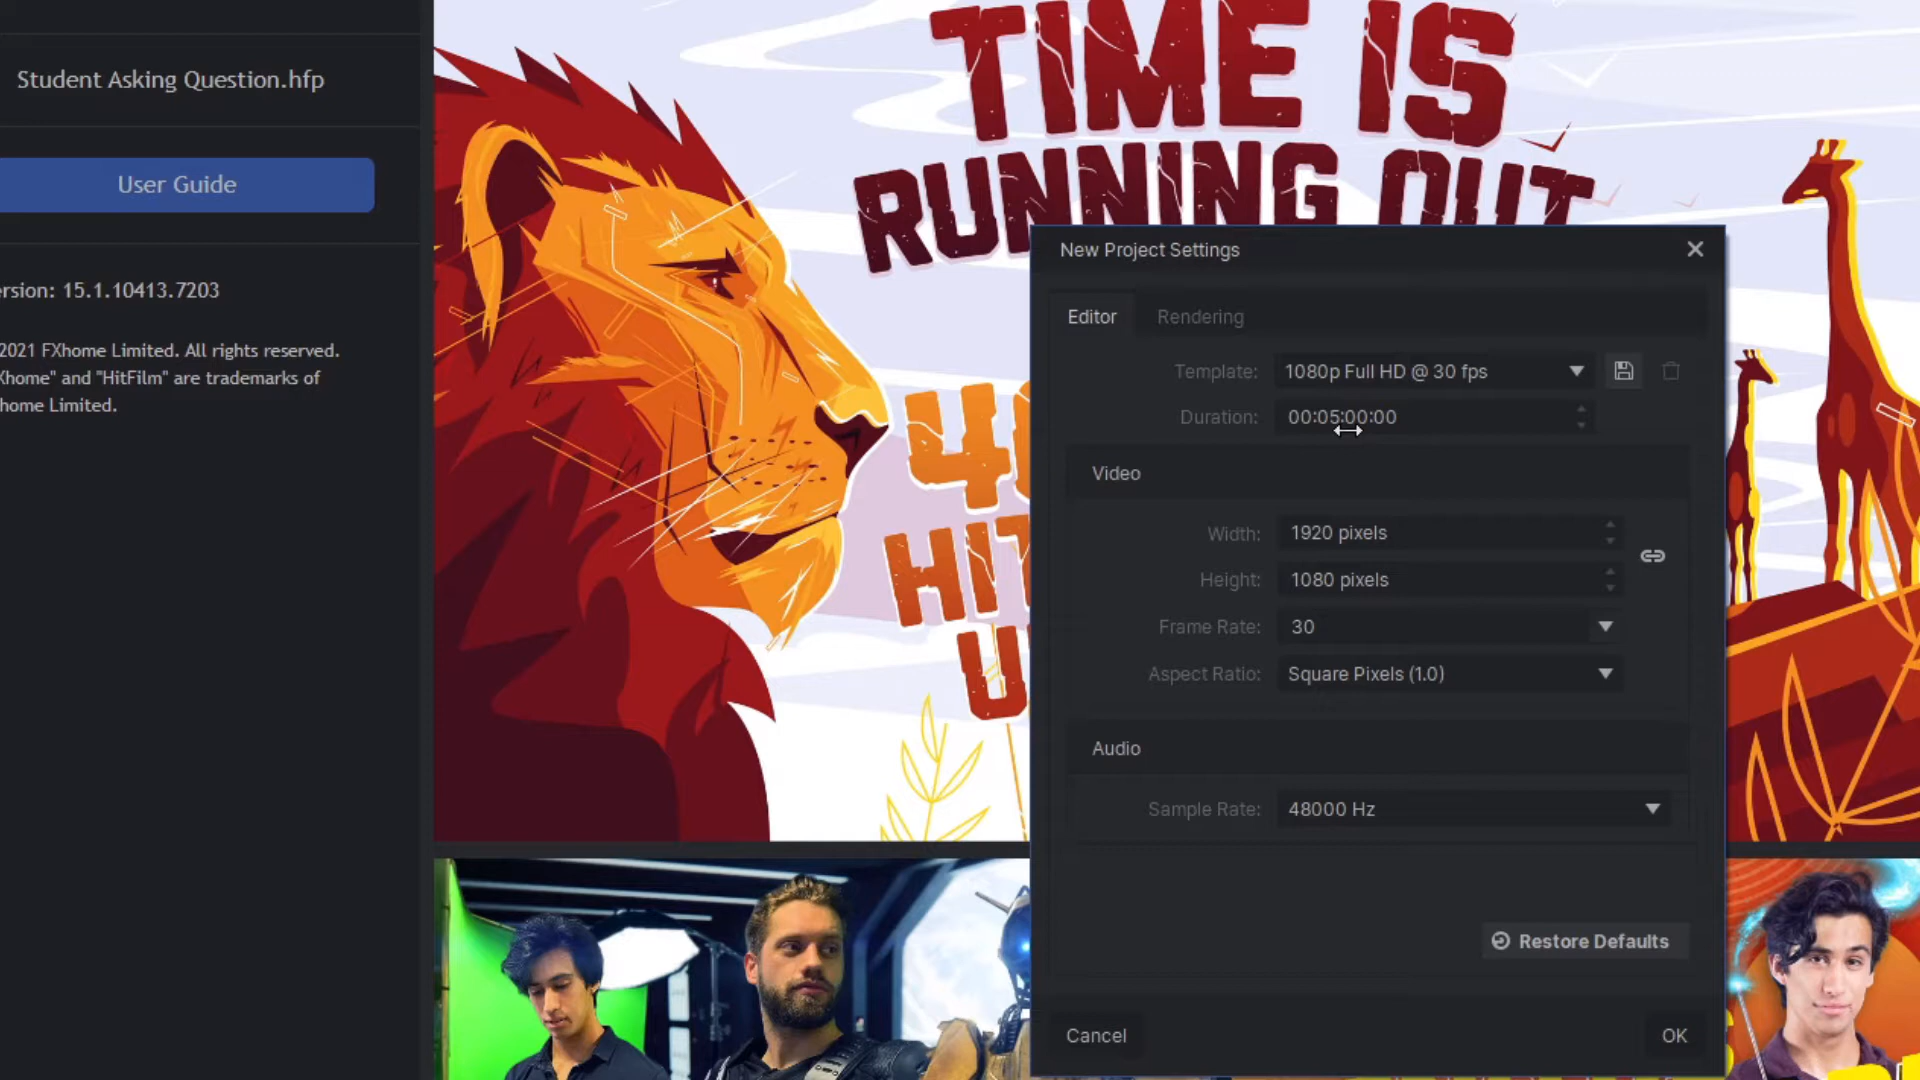 TIME IS
RUNNING OUT
Student Asking Question.hfp
User Guide
ersion: 15.1.10413.7203
2021 FXhome Limited. All rights reserved.
Xhome" and "HitFilm" are trademarks of
home Limited.
New Project Settings
Editor
Rendering
Template: 1080p Full HD @ 30 fps
Duration: 00:05:00:00
Video
Width: 1920 pixels
Height: 1080 pixels
Frame Rate: 30
Aspect Ratio: Square Pixels (1.0)
Audio
Sample Rate: 48000 Hz
Restore Defaults
Cancel
OK